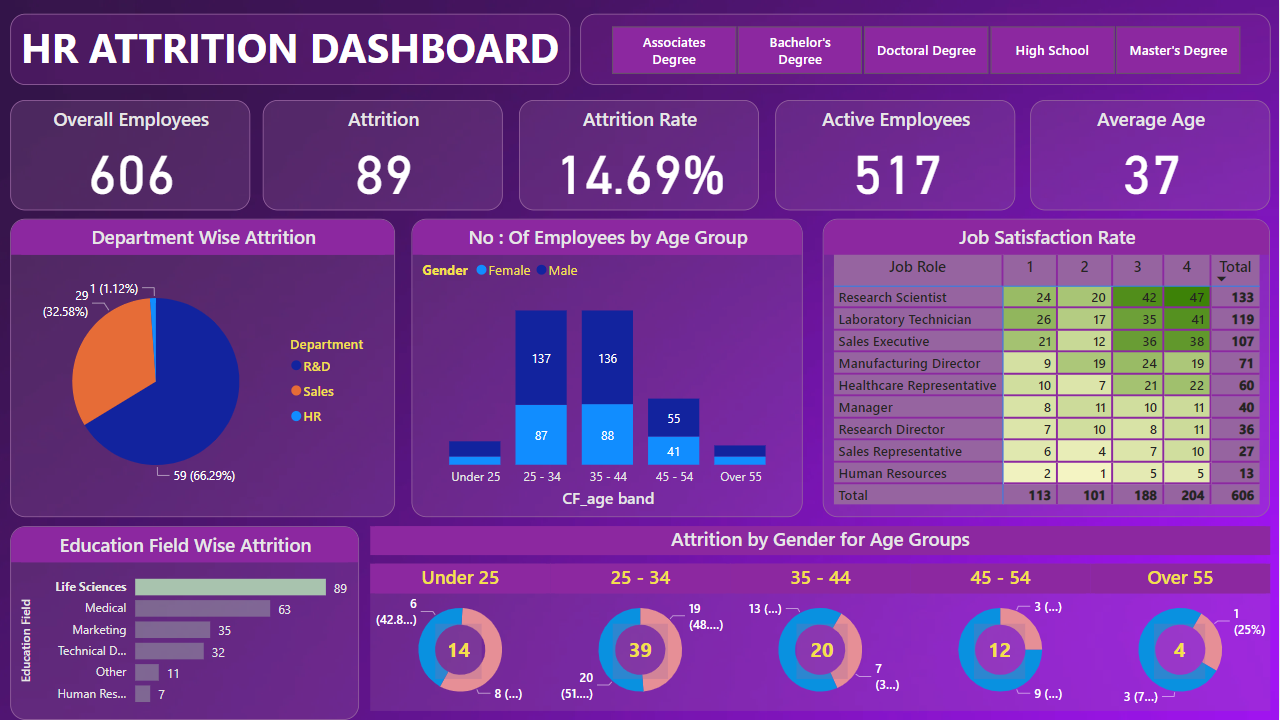 HR ATTRITION DASHBOARD
Associates Degree
Bachelor's Degree
Doctoral Degree
High School
Master's Degree
Overall Employees
606
Attrition
89
Attrition Rate
14.69%
Active Employees
517
Average Age
37
Department Wise Attrition
1 (1.12%)
29
(32.58%)
59 (66.29%)
Department
R&D
Sales
HR
No : Of Employees by Age Group
Gender Female Male
137 136
55
87 88
41
Under 25 25 - 34 35 - 44 45 - 54 Over 55
CF_age band
Job Satisfaction Rate
Job Role 1 2 3 4 Total
Research Scientist 24 20 42 47 133
Laboratory Technician 26 17 35 41 119
Sales Executive 21 12 36 38 107
Manufacturing Director 9 19 24 19 71
Healthcare Representative 10 7 21 22 60
Manager 8 11 10 11 40
Research Director 7 10 8 11 36
Sales Representative 6 4 7 10 27
Human Resources 2 1 5 5 13
Total 113 101 188 204 606
Education Field Wise Attrition
Education Field
Life Sciences 89
Medical 63
Marketing 35
Technical D... 32
Other 11
Human Res... 7
Attrition by Gender for Age Groups
Under 25
6
(42.8...)
14
8 (...)
25 - 34
19
(48....)
39
20
(51....)
35 - 44
13 (...)
20
7
(3...)
45 - 54
3 (...)
12
9 (...)
Over 55
1
(25%)
4
3 (7...)